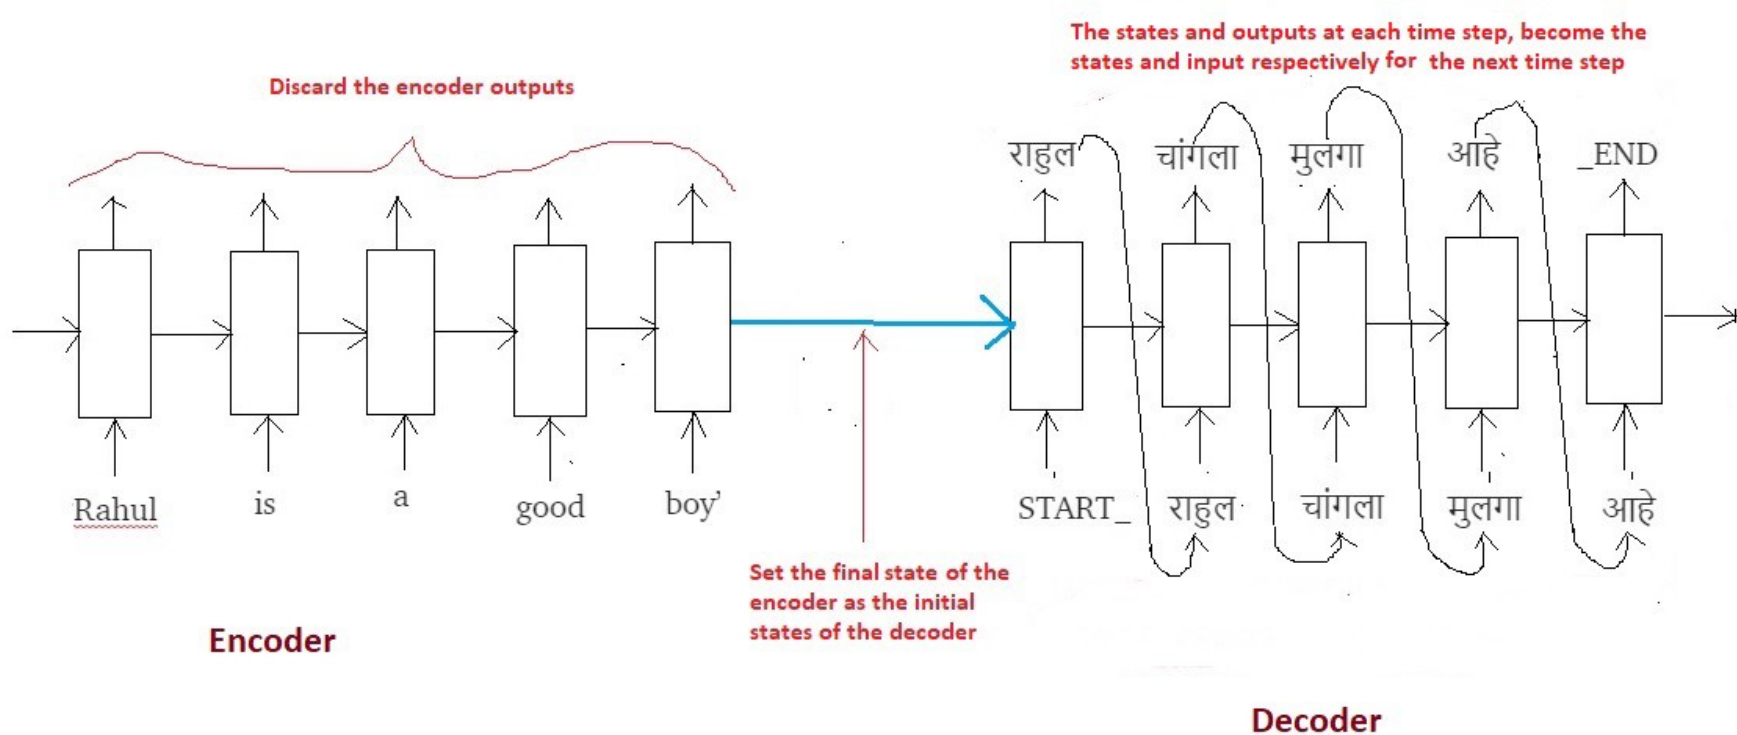 The states and outputs at each time step, become the
states and input respectively for the next time step
Discard the encoder outputs
राहुल चांगला मुलगा आहे _END
Rahul is a good boy’
START_ राहुल चांगला मुलगा आहे
Set the final state of the
encoder as the initial
states of the decoder
Encoder
Decoder